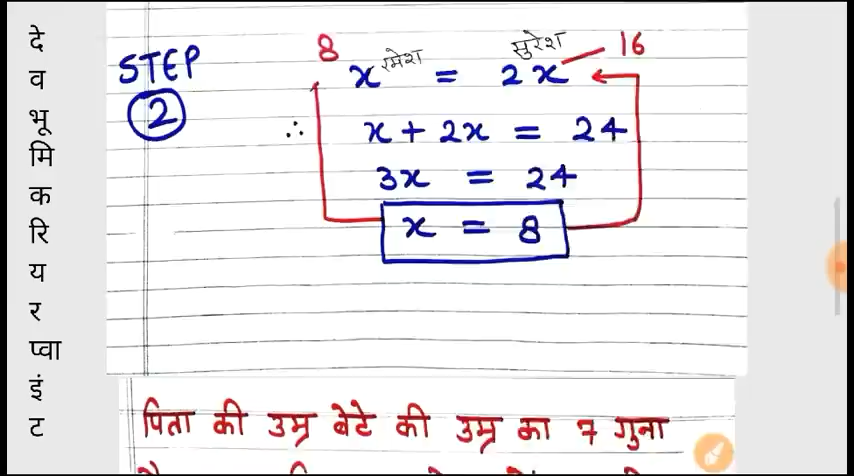 दे
व
भू
मि
क
रि
य
र
प्वा
इं
ट
STEP
2
8 रमेश सुरेश 16
x = 2x
∴ x + 2x = 24
3x = 24
x = 8
पिता की उम्र बेटे की उम्र का 7 गुना